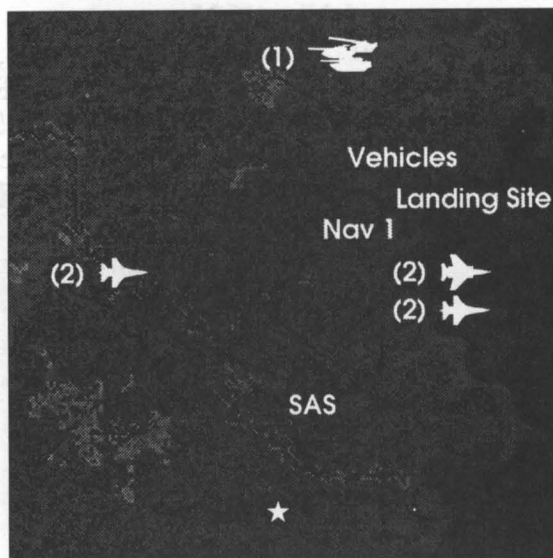 (1)
Vehicles
Landing Site
Nav 1
(2)
(2)
(2)
SAS